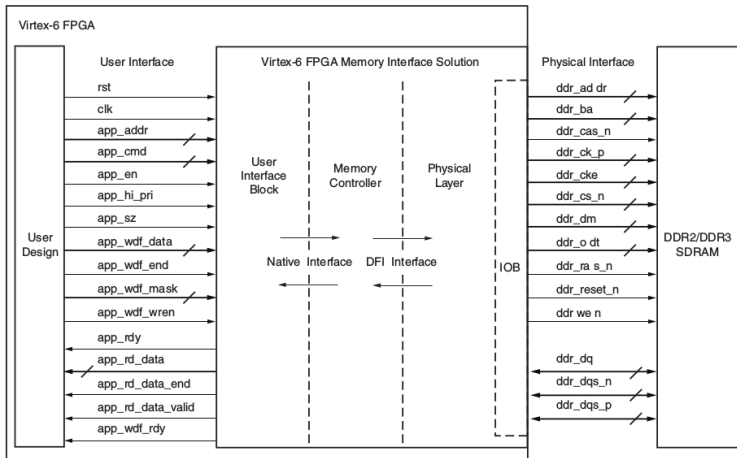 Virtex-6 FPGA
User Interface
Virtex-6 FPGA Memory Interface Solution
Physical Interface
rst
clk
app_addr
app_cmd
app_en
app_hi_pri
app_sz
app_wdf_data
app_wdf_end
app_wdf_mask
app_wdf_wren
app_rdy
app_rd_data
app_rd_data_end
app_rd_data_valid
app_wdf_rdy
User
Design
User
Interface
Block
Memory
Controller
Physical
Layer
Native Interface
DFI Interface
IOB
ddr_ad dr
ddr_ba
ddr_cas_n
ddr_ck_p
ddr_cke
ddr_cs_n
ddr_dm
ddr_o dt
ddr_ra s_n
ddr_reset_n
ddr we n
ddr_dq
ddr_dqs_n
ddr_dqs_p
DDR2/DDR3
SDRAM